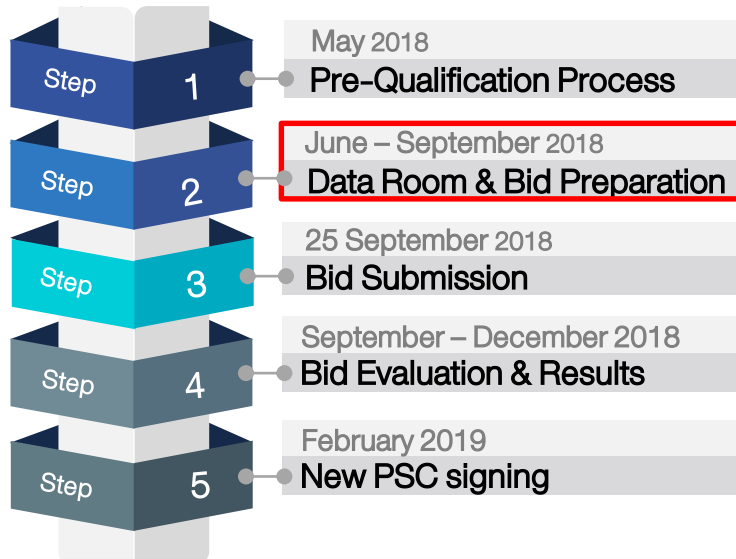 May 2018
Step 1
Pre-Qualification Process
June – September 2018
Step 2
Data Room & Bid Preparation
25 September 2018
Step 3
Bid Submission
September – December 2018
Step 4
Bid Evaluation & Results
February 2019
Step 5
New PSC signing